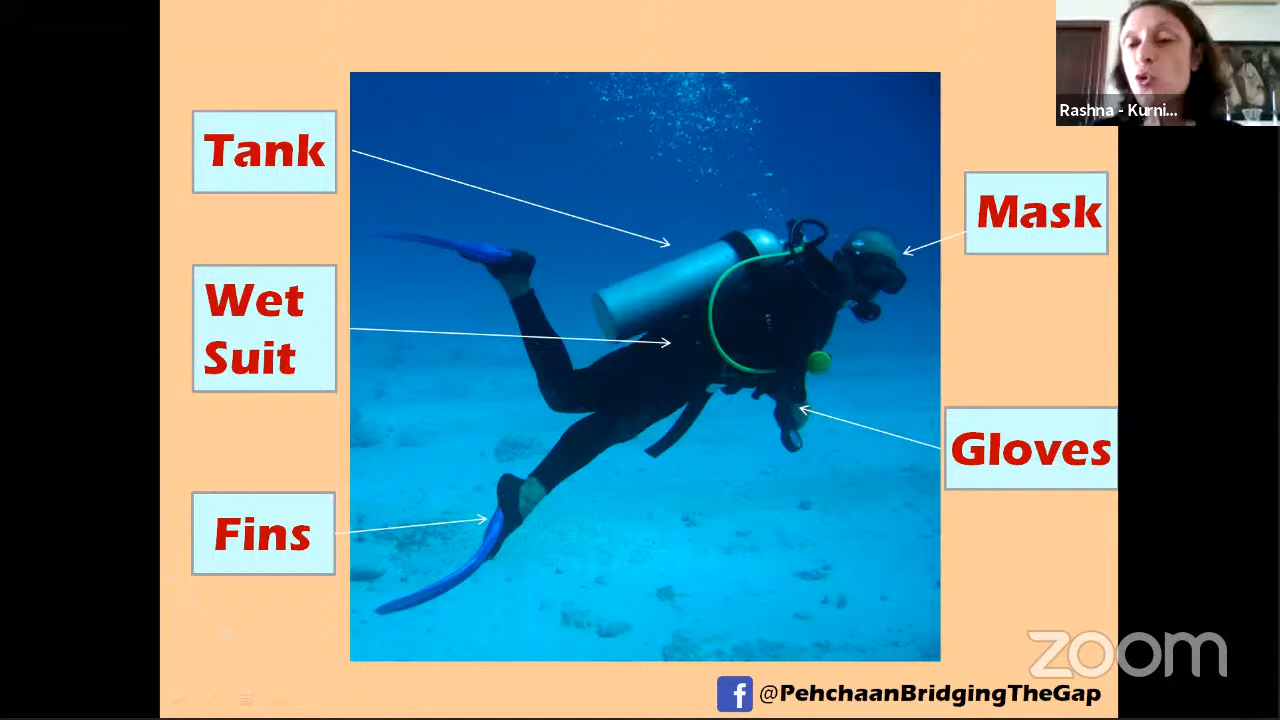 Tank
Wet
Suit
Fins
Mask
Gloves
Rashna - Kurni...
zoom
f @PehchaanBridgingTheGap